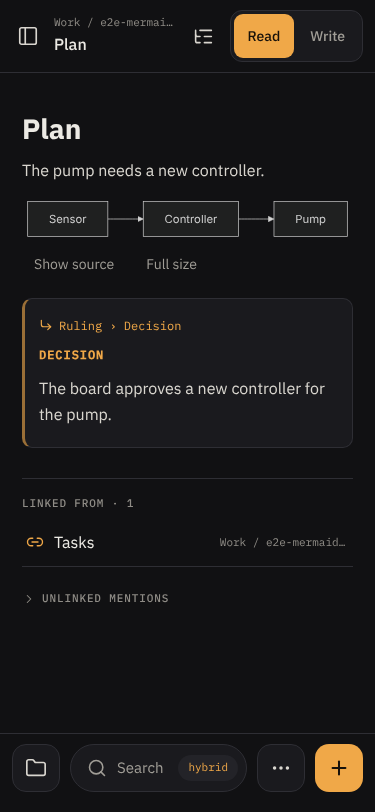 Work / e2e-mermai…
Plan
Read
Write
Plan
The pump needs a new controller.
Sensor
Controller
Pump
Show source
Full size
Ruling › Decision
DECISION
The board approves a new controller for
the pump.
LINKED FROM · 1
Tasks
Work / e2e-mermaid…
UNLINKED MENTIONS
Search
hybrid